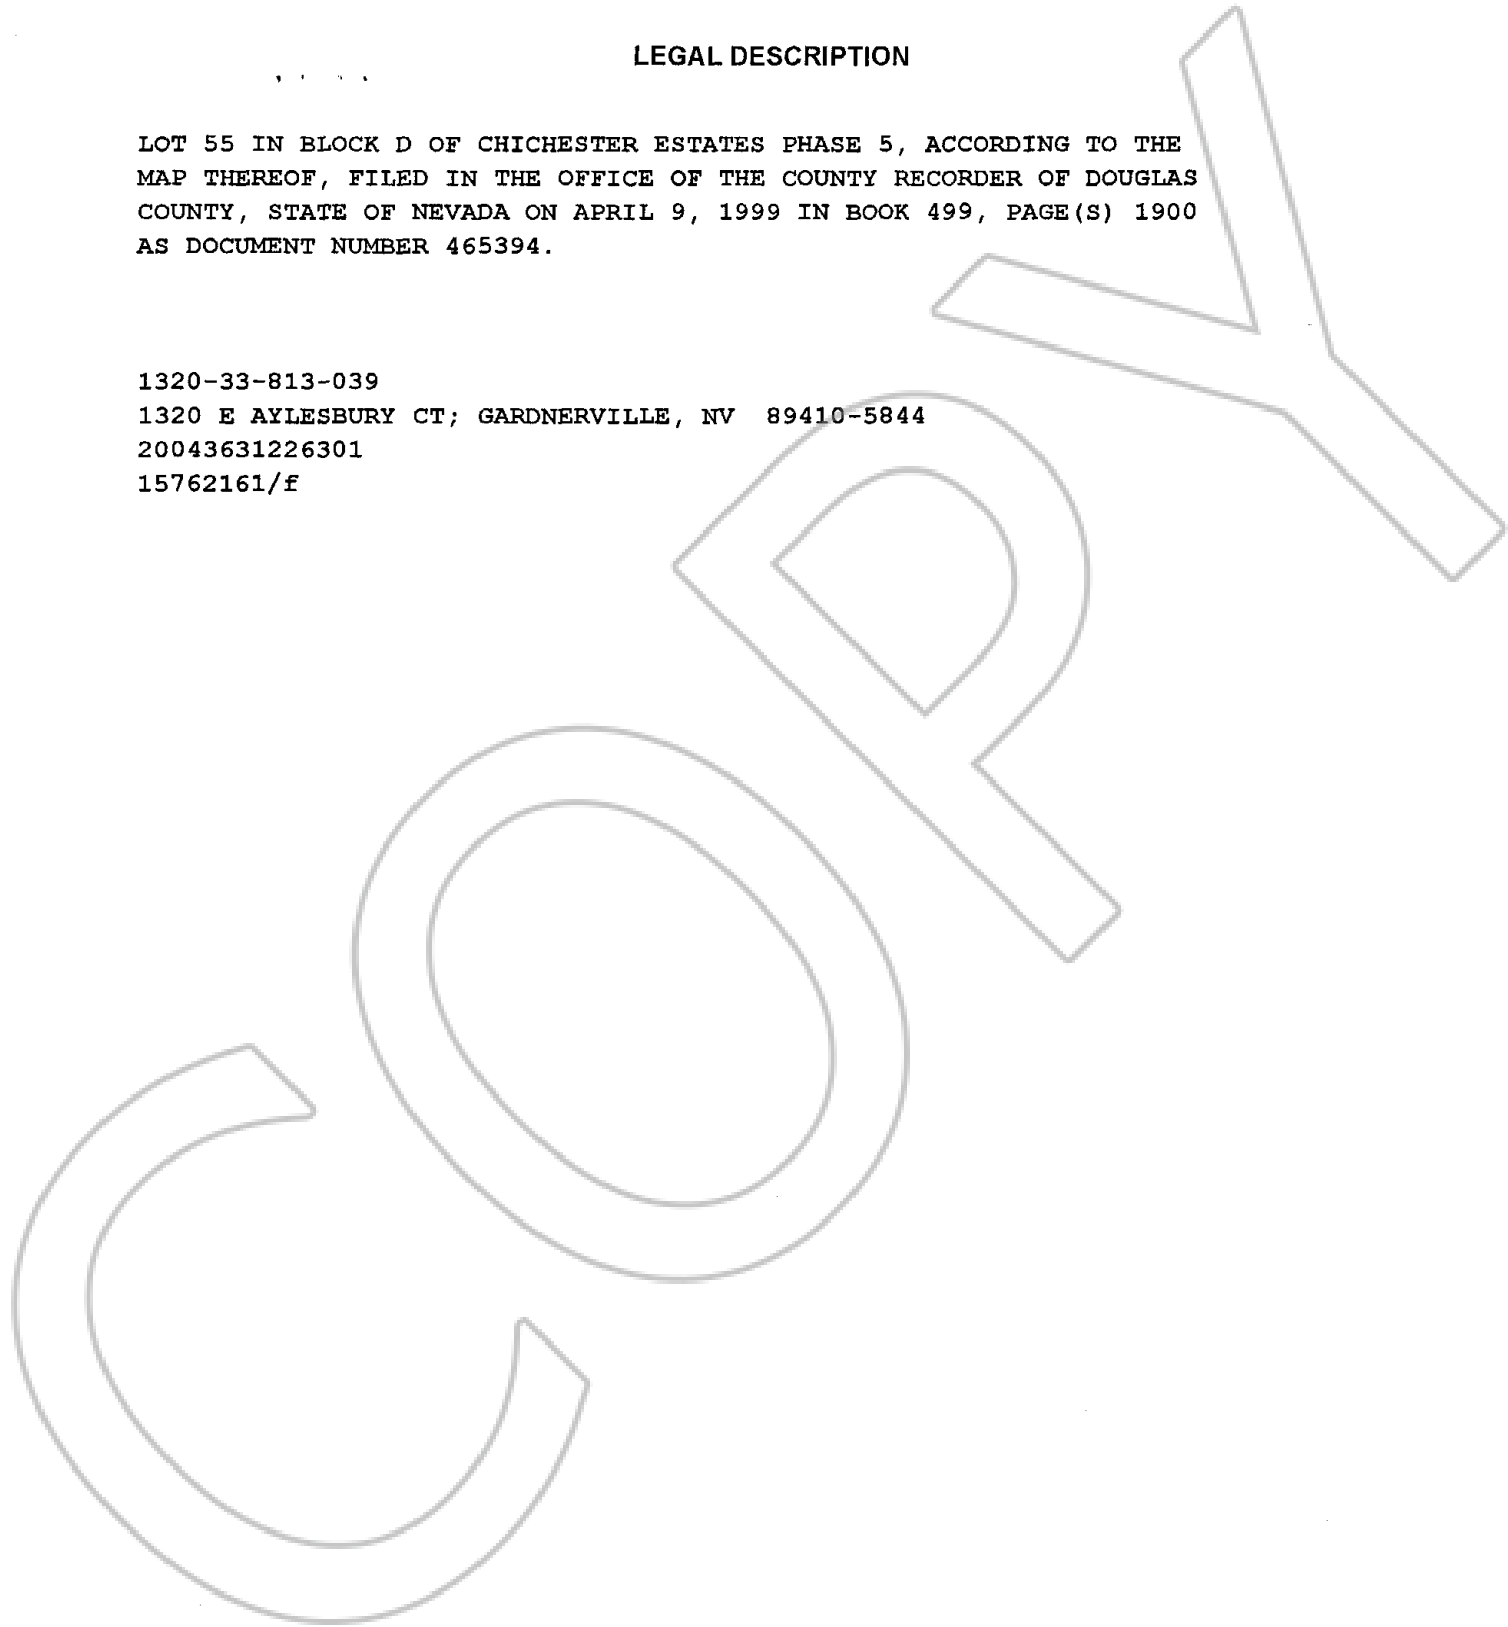 LEGAL DESCRIPTION
LOT 55 IN BLOCK D OF CHICHESTER ESTATES PHASE 5, ACCORDING TO THE
MAP THEREOF, FILED IN THE OFFICE OF THE COUNTY RECORDER OF DOUGLAS
COUNTY, STATE OF NEVADA ON APRIL 9, 1999 IN BOOK 499, PAGE(S) 1900
AS DOCUMENT NUMBER 465394.
1320-33-813-039
1320 E AYLESBURY CT; GARDNERVILLE, NV 89410-5844
20043631226301
15762161/f
COPY